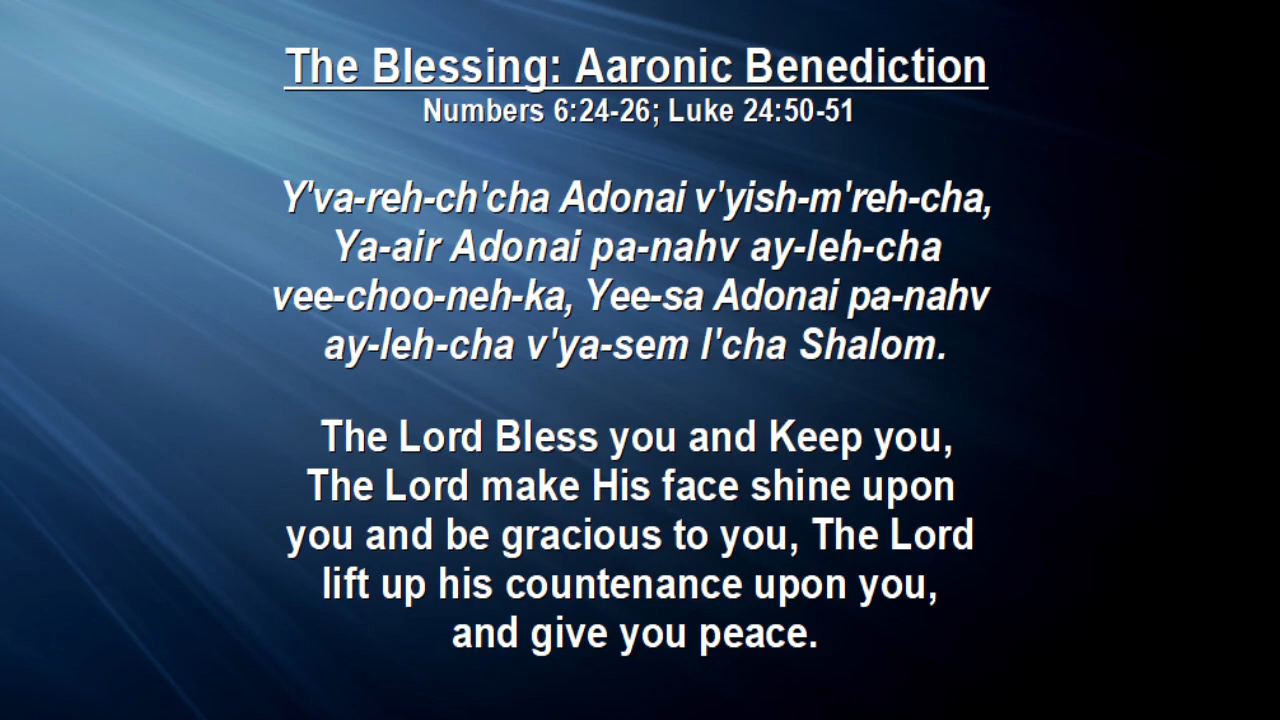 The Blessing: Aaronic Benediction
Numbers 6:24-26; Luke 24:50-51
Y'va-reh-ch'cha Adonai v'yish-m'reh-cha,
Ya-air Adonai pa-nahv ay-leh-cha
vee-choo-neh-ka, Yee-sa Adonai pa-nahv
ay-leh-cha v'ya-sem l'cha Shalom.
The Lord Bless you and Keep you,
The Lord make His face shine upon
you and be gracious to you, The Lord
lift up his countenance upon you,
and give you peace.